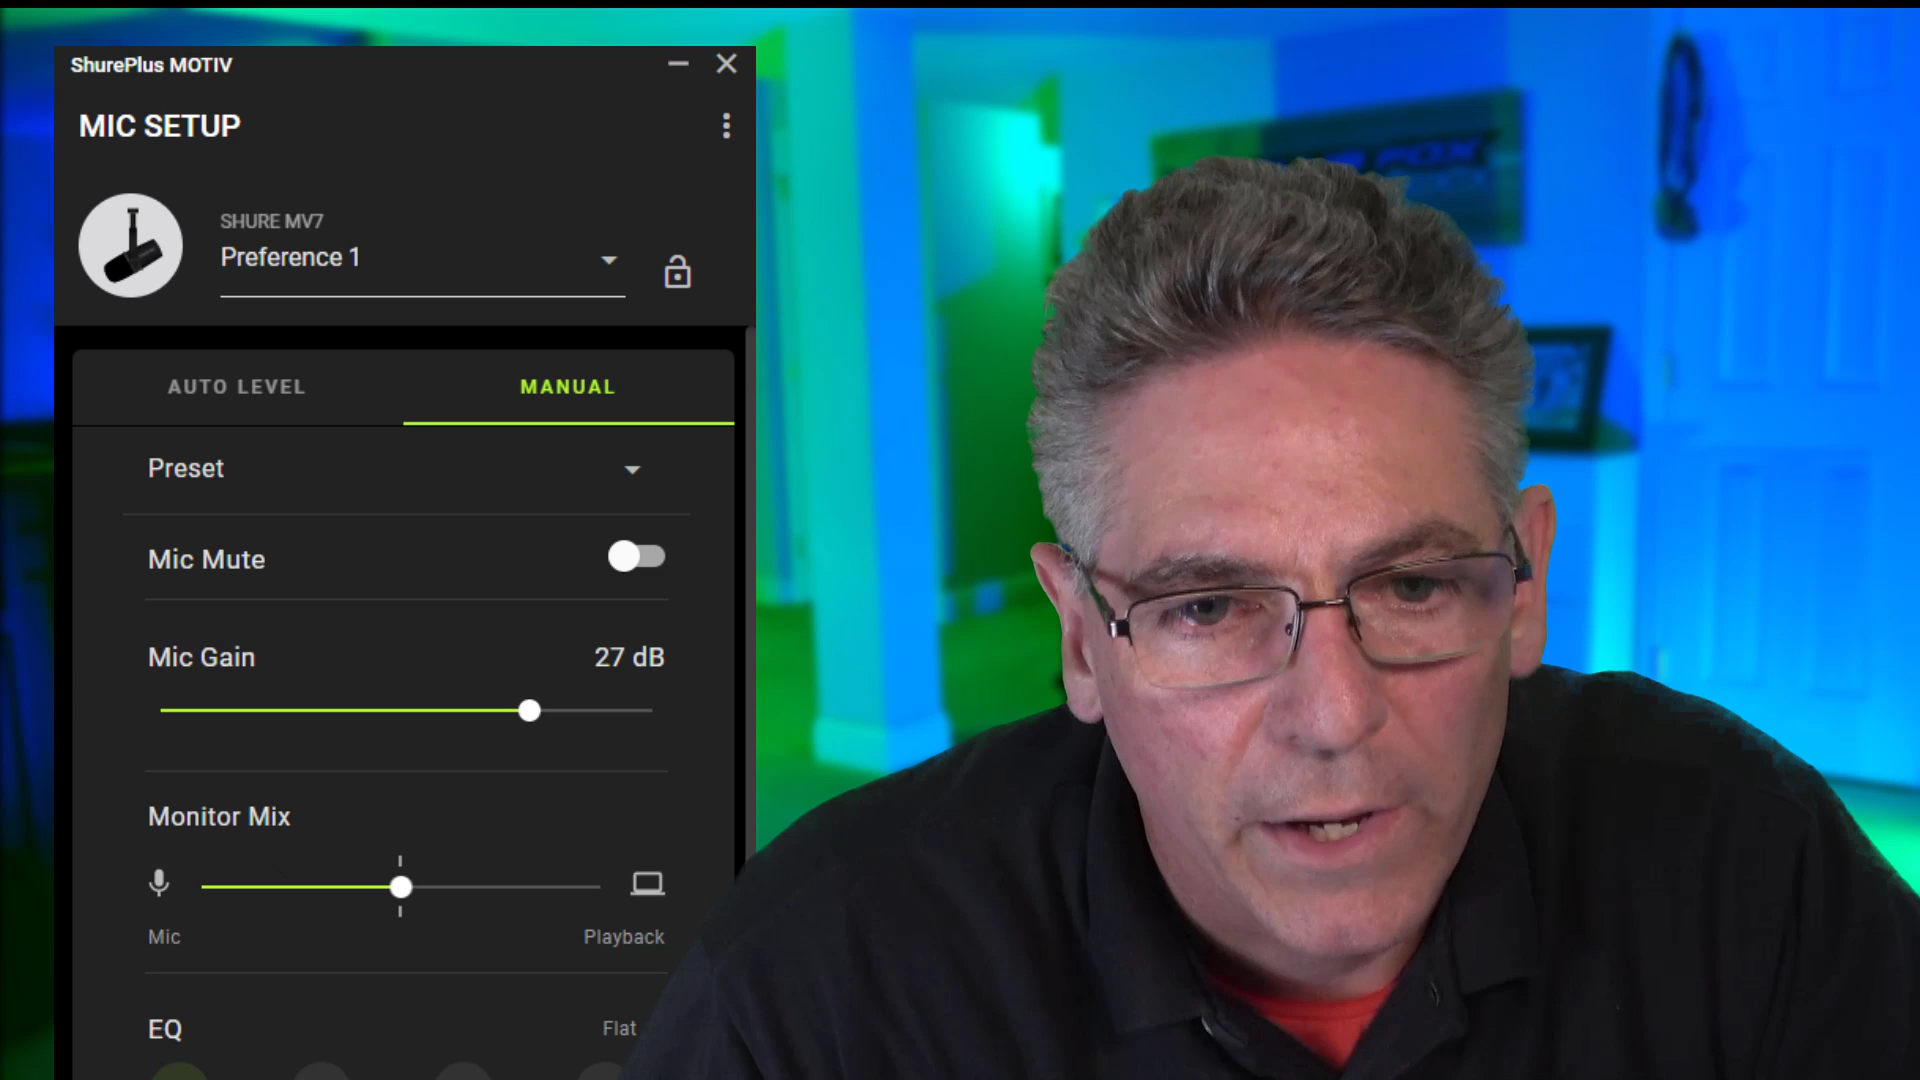 ShurePlus MOTIV
MIC SETUP
SHURE MV7
Preference 1
AUTO LEVEL
MANUAL
Preset
Mic Mute
Mic Gain
27 dB
Monitor Mix
Mic
Playback
EQ
Flat
FOX